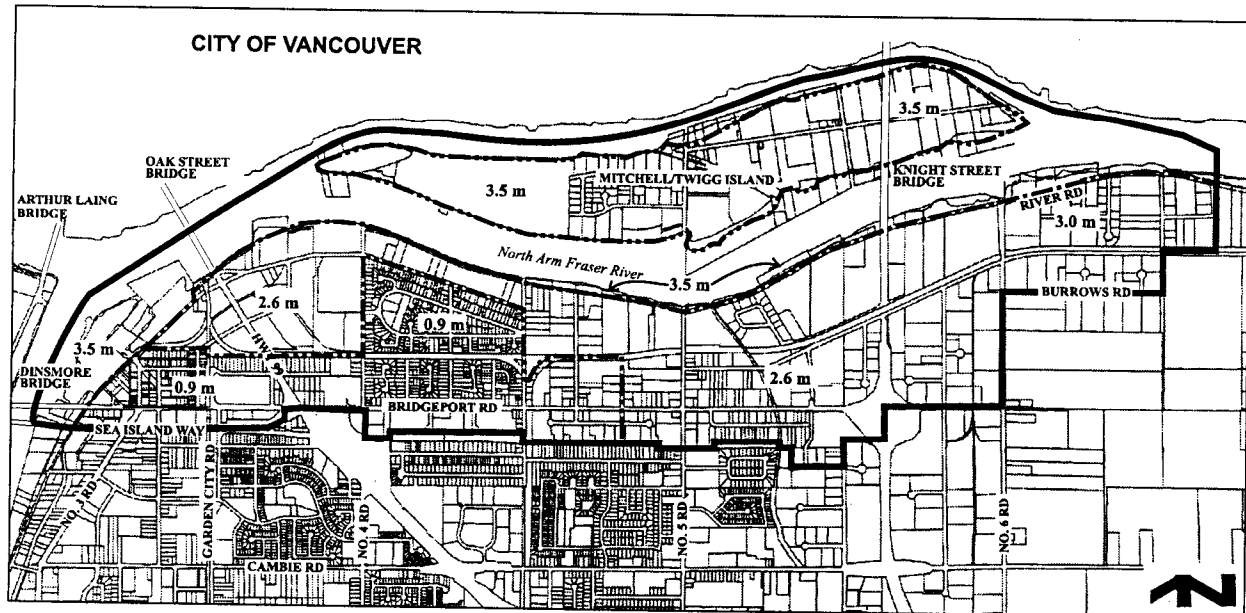 CITY OF VANCOUVER
OAK STREET
BRIDGE
ARTHUR LAING
BRIDGE
3.5 m
3.5 m
MITCHELL/TWIGG ISLAND
KNIGHT STREET
BRIDGE
RIVER RD
3.0 m
North Arm Fraser River
3.5 m
2.6 m
0.9 m
BURROWS RD
3.5 m
DINSMORE
BRIDGE
0.9 m
2.6 m
BRIDGEPORT RD
SEA ISLAND WAY
NO. 3 RD
GARDEN CITY RD
NO. 4 RD
NO. 5 RD
NO. 6 RD
CAMBIE RD
N